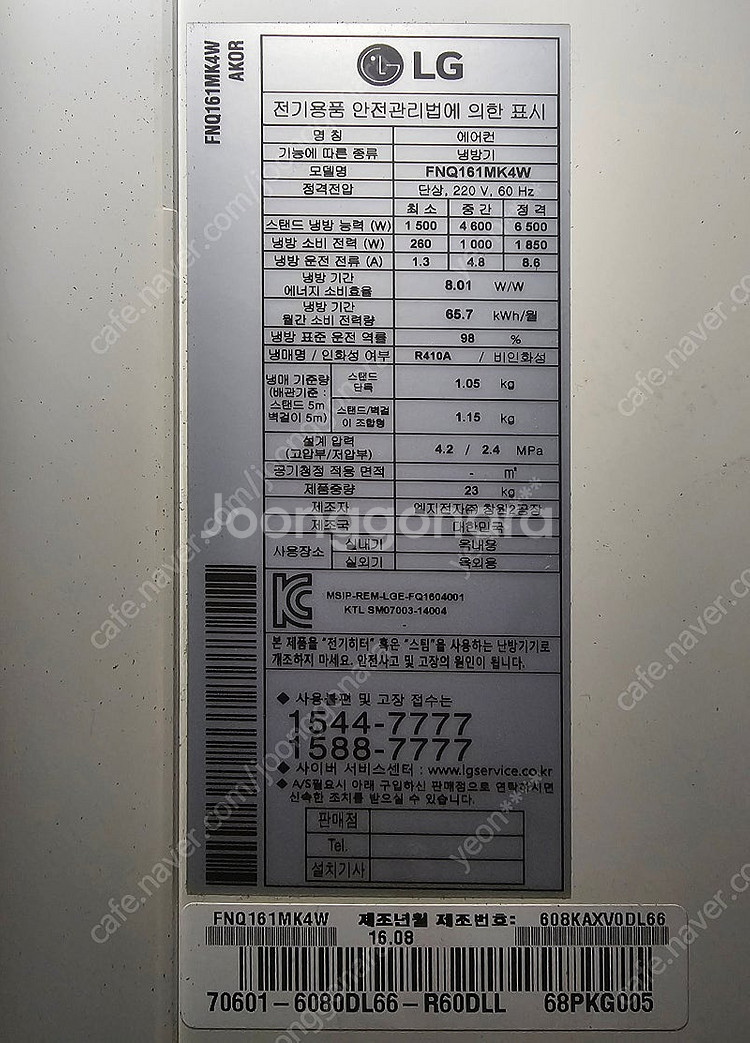 FNQ161MK4W
AKOR
LG
전기용품 안전관리법에 의한 표시
명 칭 에어컨
기능에 따른 종류 냉방기
모델명 FNQ161MK4W
정격전압 단상, 220 V, 60 Hz
최 소 중 간 정 격
스탠드 냉방 능력 (W) 1 500 4 600 6 500
냉방 소비 전력 (W) 260 1 000 1 850
냉방 운전 전류 (A) 1.3 4.8 8.6
냉방 기간
에너지 소비효율 8.01 W/W
냉방 기간
월간 소비 전력량 65.7 kWh/월
냉방 표준 운전 역률 98 %
냉매명 / 인화성 여부 R410A / 비인화성
냉매 기준량
(배관기준 :
스탠드 5m
벽걸이 5m)
스탠드
단독 1.05 kg
스탠드/벽걸
이 조합형 1.15 kg
설계 압력
(고압부/저압부) 4.2 / 2.4 MPa
공기청정 적용 면적 - m²
제품중량 23 kg
제조자 엘지전자(주) 창원2공장
제조국 대한민국
사용장소 실내기 옥내용
실외기 옥외용
MSIP-REM-LGE-FQ1604001
KTL SM07003-14004
본 제품을 "전기히터" 혹은 "스팀"을 사용하는 난방기기로
개조하지 마세요. 안전사고 및 고장의 원인이 됩니다.
◆ 사용불편 및 고장 접수는
1544-7777
1588-7777
◆ 사이버 서비스센터 : www.lgservice.co.kr
◆ A/S필요시 아래 구입하신 판매점으로 연락하시면
신속한 조치를 받으실 수 있습니다.
판매점
Tel.
설치기사
FNQ161MK4W 제조년월 제조번호: 608KAXV0DL66
16.08
70601-6080DL66-R60DLL 68PKG005
Joonggonara
cafe.naver.com/joonggonara
yeon***